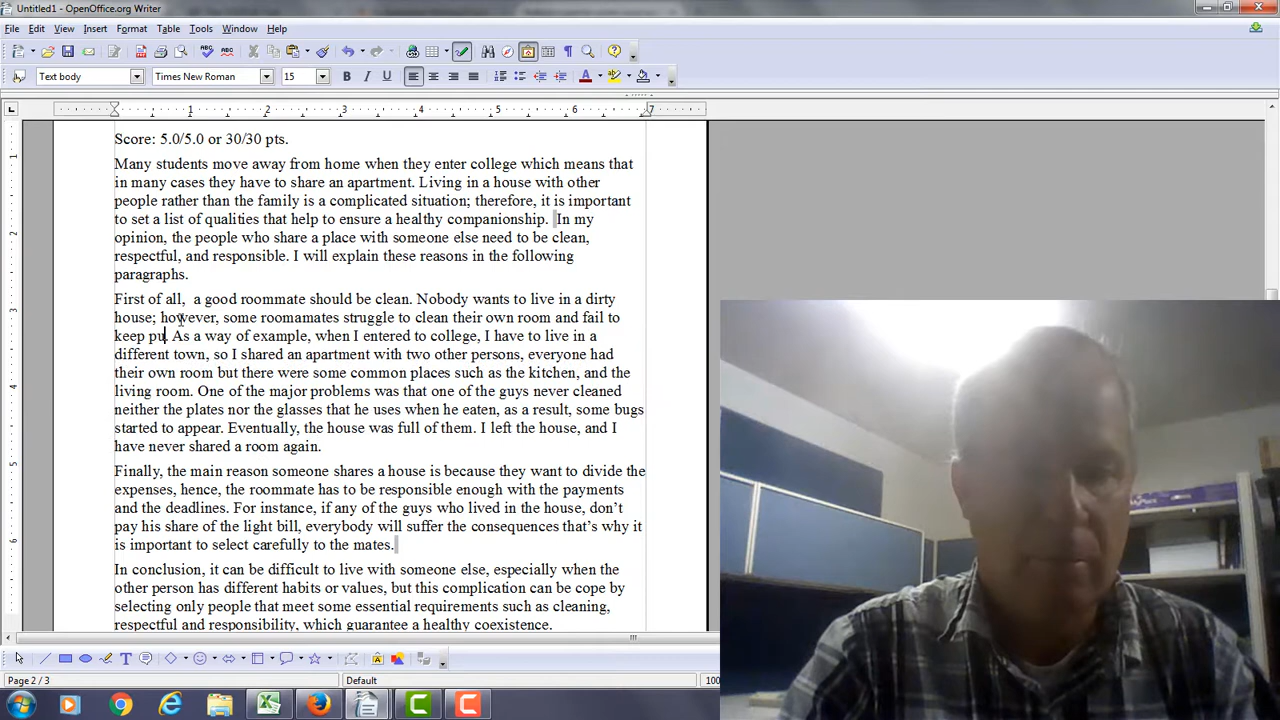 Untitled1 - OpenOffice.org Writer
File Edit View Insert Format Table Tools Window Help
Text body Times New Roman 15 B I U
1 2 3 4 5 6 7
Score: 5.0/5.0 or 30/30 pts.
Many students move away from home when they enter college which means that
in many cases they have to share an apartment. Living in a house with other
people rather than the family is a complicated situation; therefore, it is important
to set a list of qualities that help to ensure a healthy companionship. In my
opinion, the people who share a place with someone else need to be clean,
respectful, and responsible. I will explain these reasons in the following
paragraphs.
First of all,  a good roommate should be clean. Nobody wants to live in a dirty
house; however, some roomamates struggle to clean their own room and fail to
keep pu. As a way of example, when I entered to college, I have to live in a
different town, so I shared an apartment with two other persons, everyone had
their own room but there were some common places such as the kitchen, and the
living room. One of the major problems was that one of the guys never cleaned
neither the plates nor the glasses that he uses when he eaten, as a result, some bugs
started to appear. Eventually, the house was full of them. I left the house, and I
have never shared a room again.
Finally, the main reason someone shares a house is because they want to divide the
expenses, hence, the roommate has to be responsible enough with the payments
and the deadlines. For instance, if any of the guys who lived in the house, don't
pay his share of the light bill, everybody will suffer the consequences that's why it
is important to select carefully to the mates.
In conclusion, it can be difficult to live with someone else, especially when the
other person has different habits or values, but this complication can be cope by
selecting only people that meet some essential requirements such as cleaning,
respectful and responsibility, which guarantee a healthy coexistence.
Page 2 / 3 Default 100